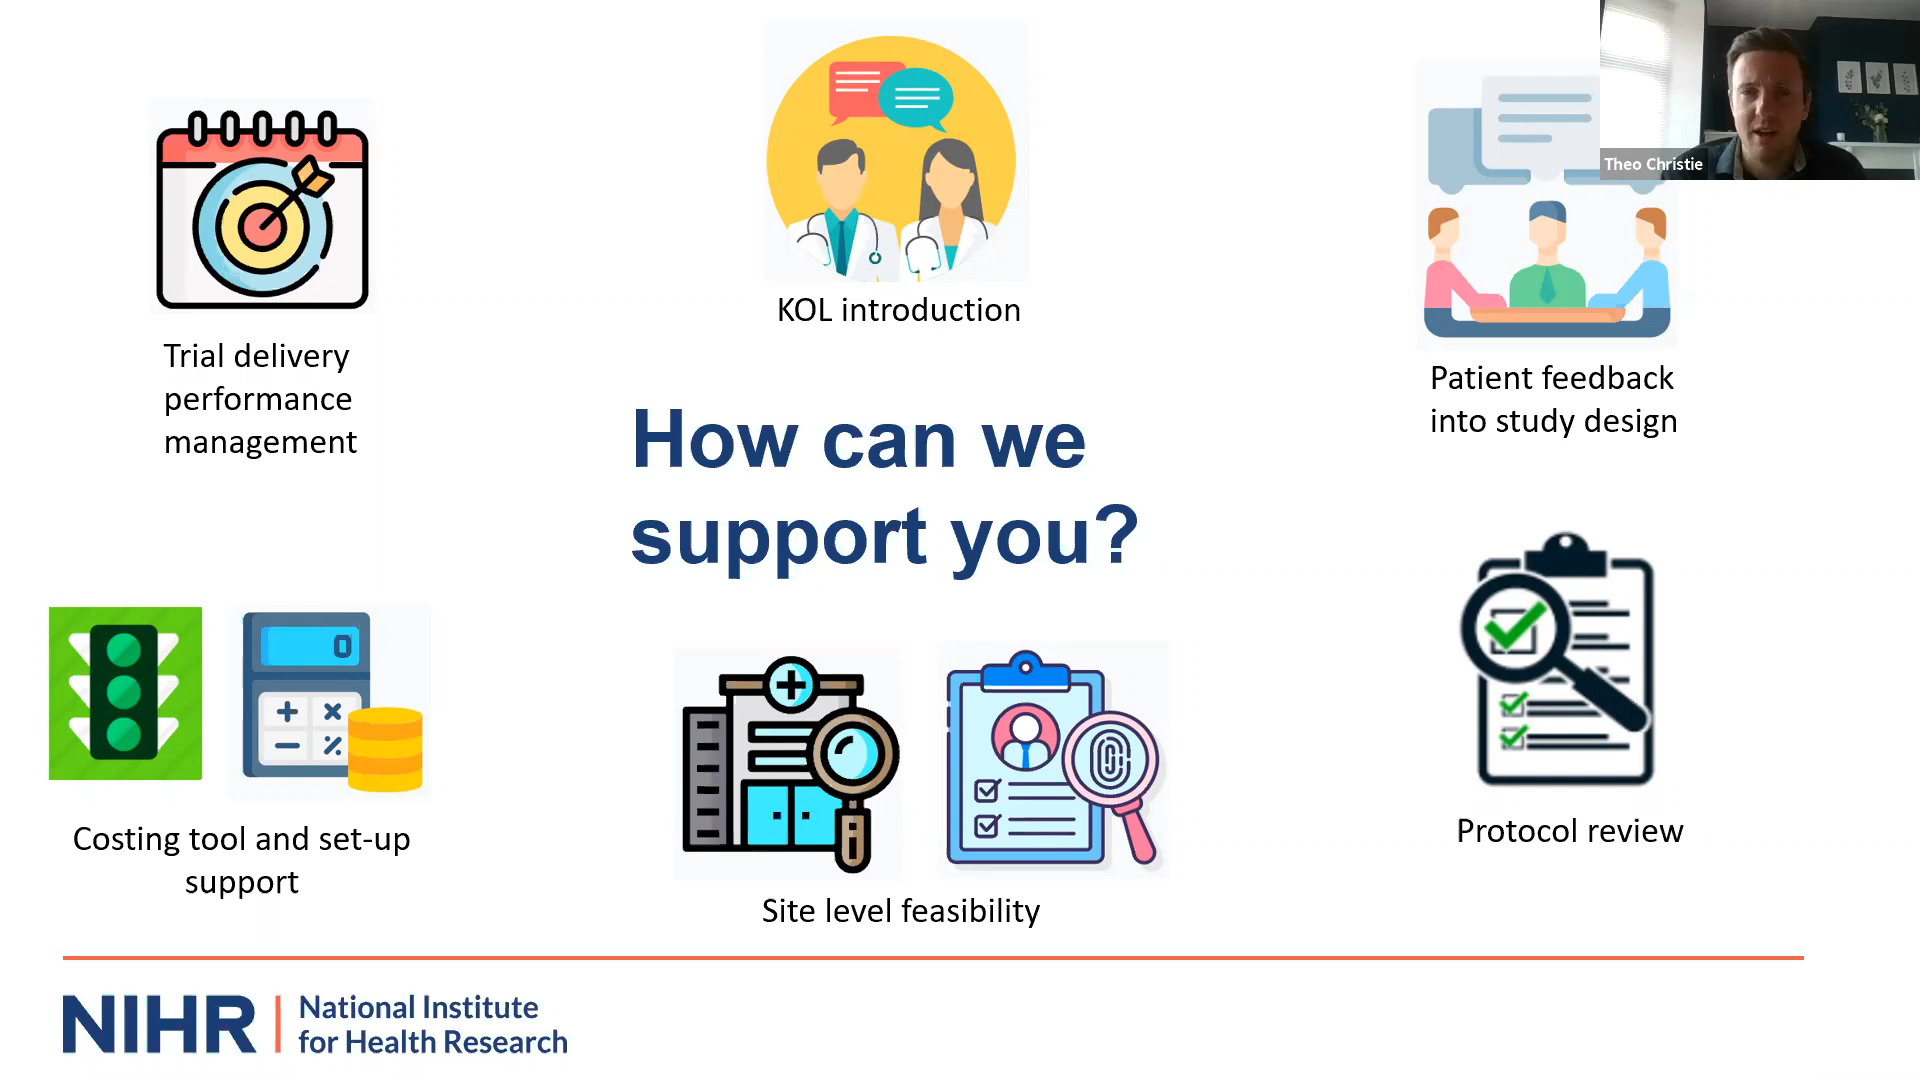 Theo Christie
KOL introduction
Trial delivery
performance
management
Patient feedback
into study design
How can we
support you?
0
Costing tool and set-up
support
Site level feasibility
Protocol review
NIHR
National Institute
for Health Research